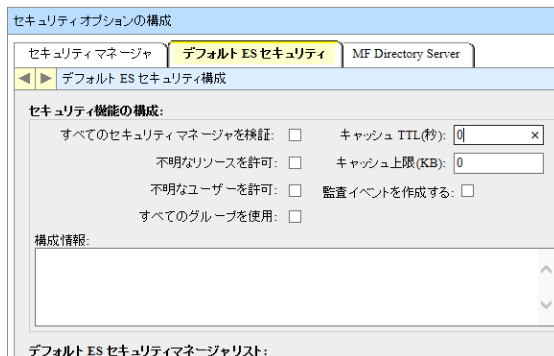 セキュリティオプションの構成
セキュリティマネージャ デフォルト ES セキュリティ MF Directory Server
デフォルト ES セキュリティ構成
セキュリティ機能の構成:
すべてのセキュリティ マネージャを検証: キャッシュ TTL(秒): 0
不明なリソースを許可: キャッシュ上限(KB): 0
不明なユーザーを許可: 監査イベントを作成する:
すべてのグループを使用:
構成情報:
デフォルト ES セキュリティマネージャリスト: